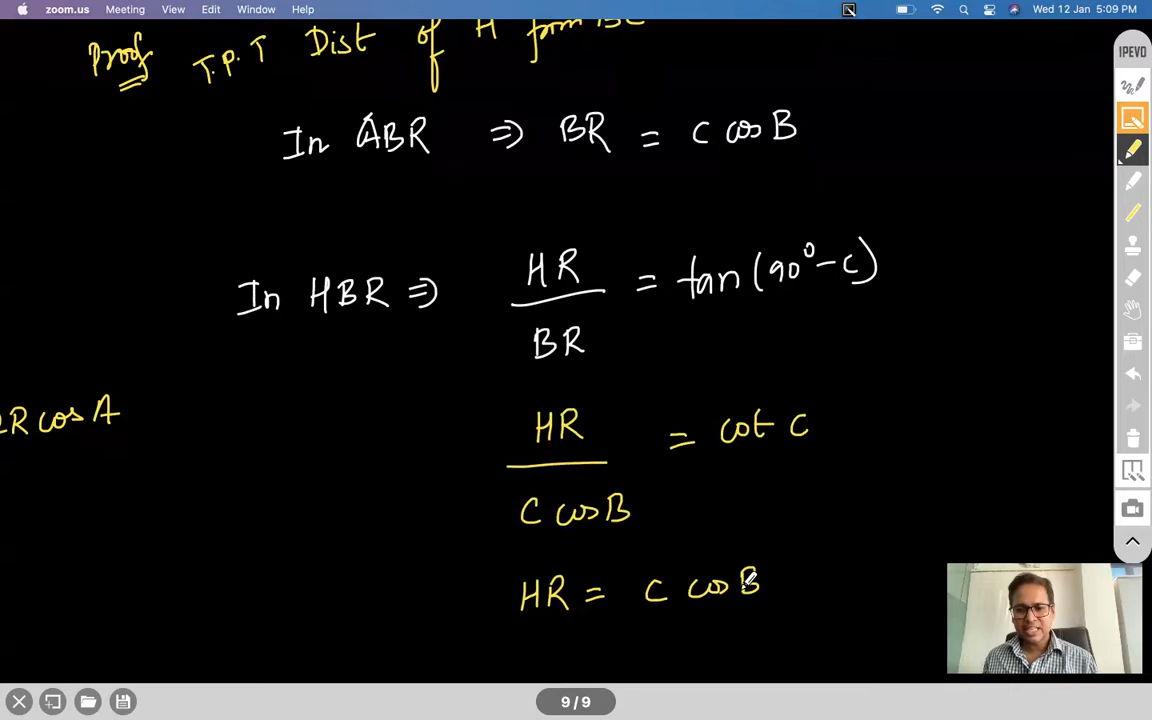 zoom.us Meeting View Edit Window Help Wed 12 Jan 5:09 PM
IPEVO
Proof T.P.T Dist of H from BC
In ABR ⇒ BR = c cos B
In HBR ⇒ HR / BR = tan (90° - C)
2R cos A
HR / C cos B = cot C
HR = c cos B
9/9